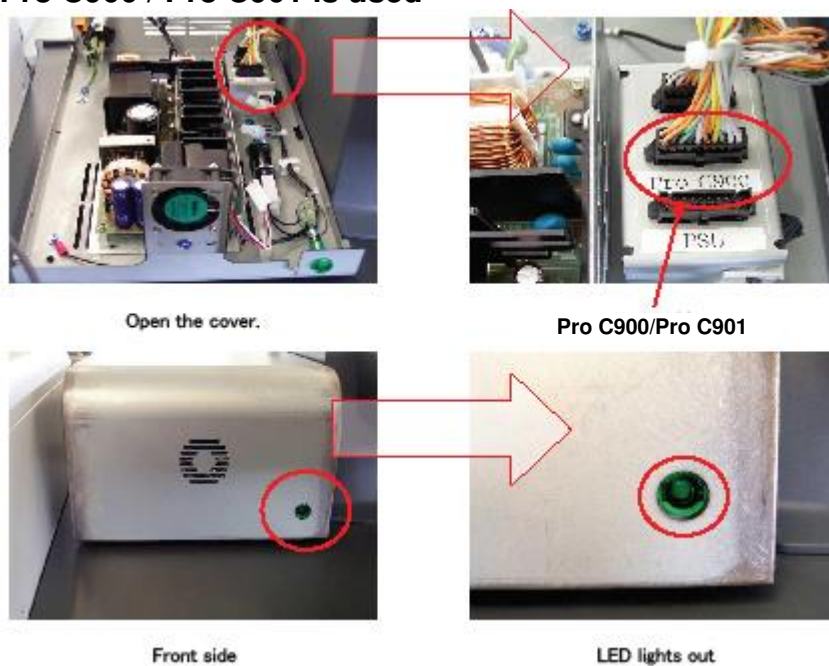 Pro C900 / Pro C901 is used
Pro C900
PSU
Open the cover.
Pro C900/Pro C901
Front side
LED lights out